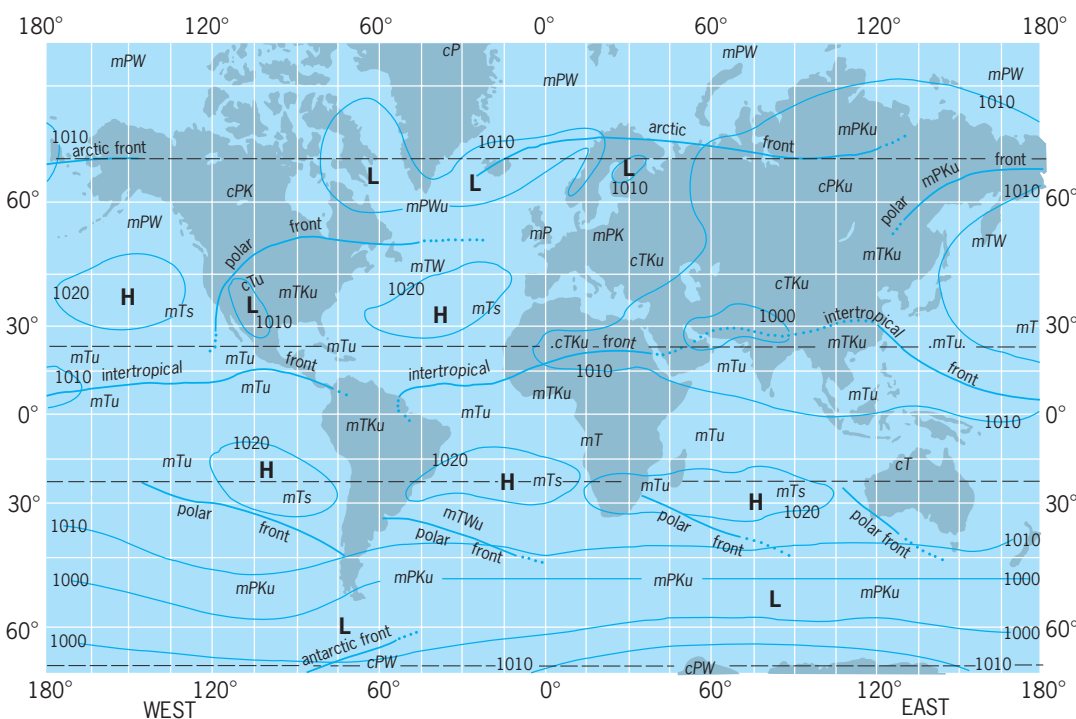 180° 120° 60° 0° 60° 120° 180°
cP
mPW mPW mPW
mPW
1010
arctic
1010 1010 mPKu
arctic front front front
L L L mPKu
60° cPK 1010 cPKu 1010 60°
mPWu polar
mPW front mP mPK mTW
polar mTKu
mTW cTKu
cTu cTKu
1020 H mTKu 1020
mTs L H mTs 1000
30° 1010 intertropical mT 30°
mTu mTu mTu cTKu front mTKu mTu
front mTu
1010 intertropical intertropical 1010 front
mTu mTu mTKu mTu
0° mTKu mTu 1010 0°
mT mTu
1020 1020 cT
mTu H
mTs H mTs mTu mTs
30° H 1020 30°
polar mTWu polar polar front
1010 front polar front front 1010
1000 mPKu mPKu 1000
mPKu mPKu
L
60° L 60°
1000 antarctic front 1000
cPW 1010 cPW 1010
180° 120° 60° 0° 60° 120° 180°
WEST EAST